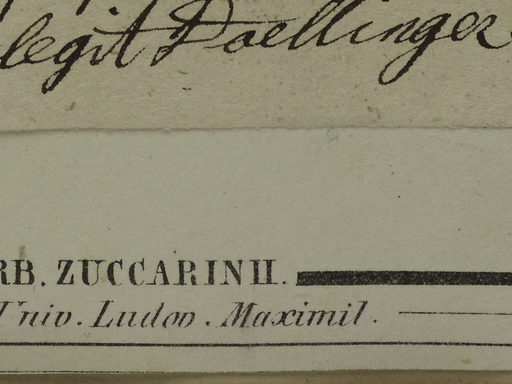 legit Doellinger
RB. ZUCCARINII.
Univ. Ludov. Maximil.